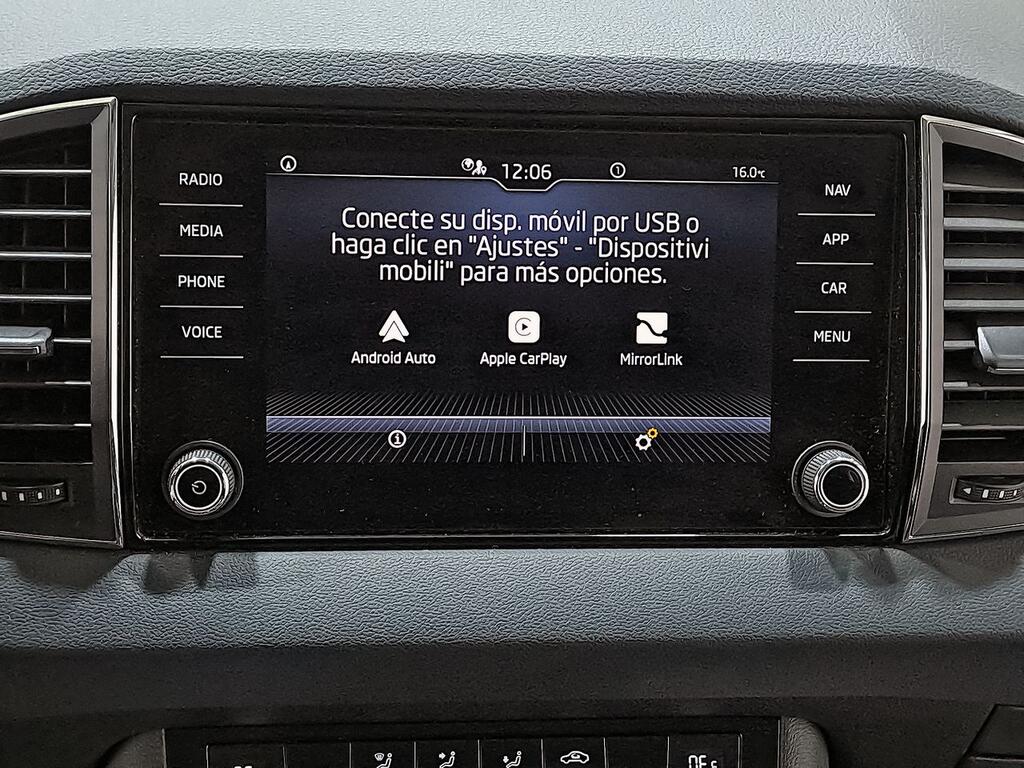 RADIO
MEDIA
PHONE
VOICE
12:06
1
16.0°C
Conecte su disp. móvil por USB o
haga clic en "Ajustes" - "Dispositivi
mobili" para más opciones.
Android Auto
Apple CarPlay
MirrorLink
NAV
APP
CAR
MENU